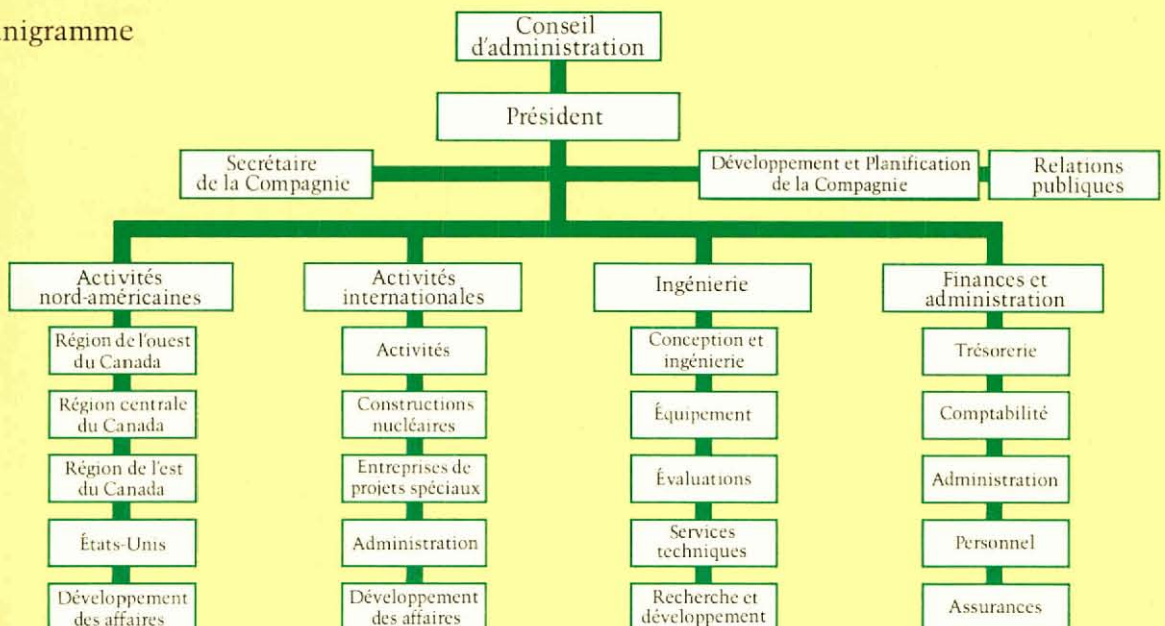 nigramme
Conseil
d'administration
Président
Secrétaire
de la Compagnie
Développement et Planification
de la Compagnie
Relations
publiques
Activités
nord-américaines
Région de l'ouest
du Canada
Région centrale
du Canada
Région de l'est
du Canada
États-Unis
Développement
des affaires
Activités
internationales
Activités
Constructions
nucléaires
Entreprises de
projets spéciaux
Administration
Développement
des affaires
Ingénierie
Conception et
ingénierie
Équipement
Évaluations
Services
techniques
Recherche et
développement
Finances et
administration
Trésorerie
Comptabilité
Administration
Personnel
Assurances